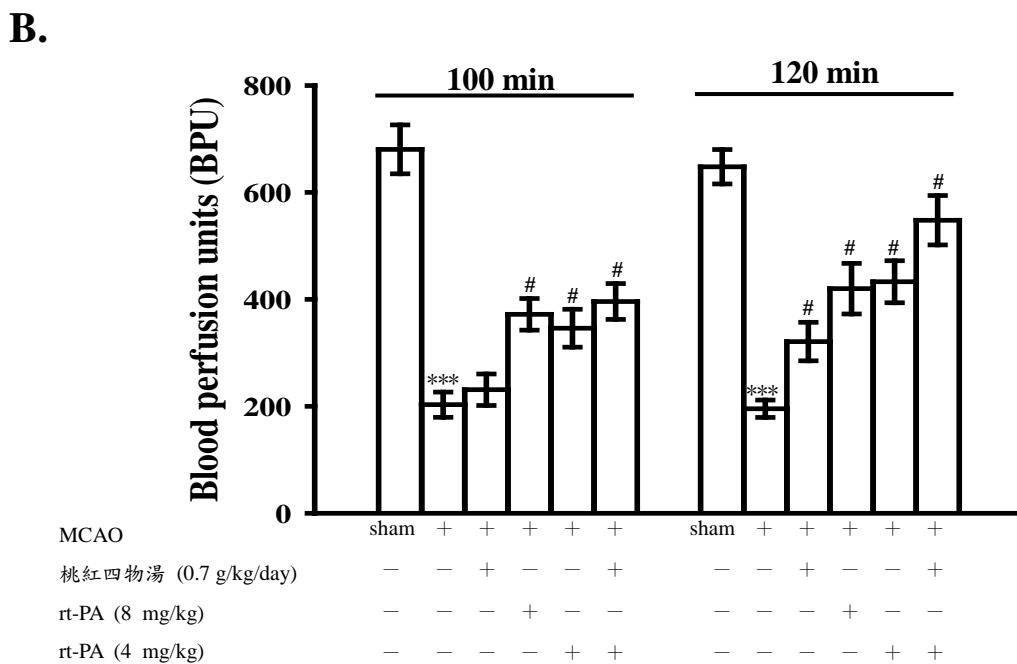 B.
100 min
120 min
Blood perfusion units (BPU)
800
600
400
200
0
***
#
#
#
***
#
#
#
#
MCAO sham + + + + + sham + + + + +
桃紅四物湯 (0.7 g/kg/day) − − + − − + − − + − − +
rt-PA (8 mg/kg) − − − + − − − − − + − −
rt-PA (4 mg/kg) − − − − + + − − − − + +